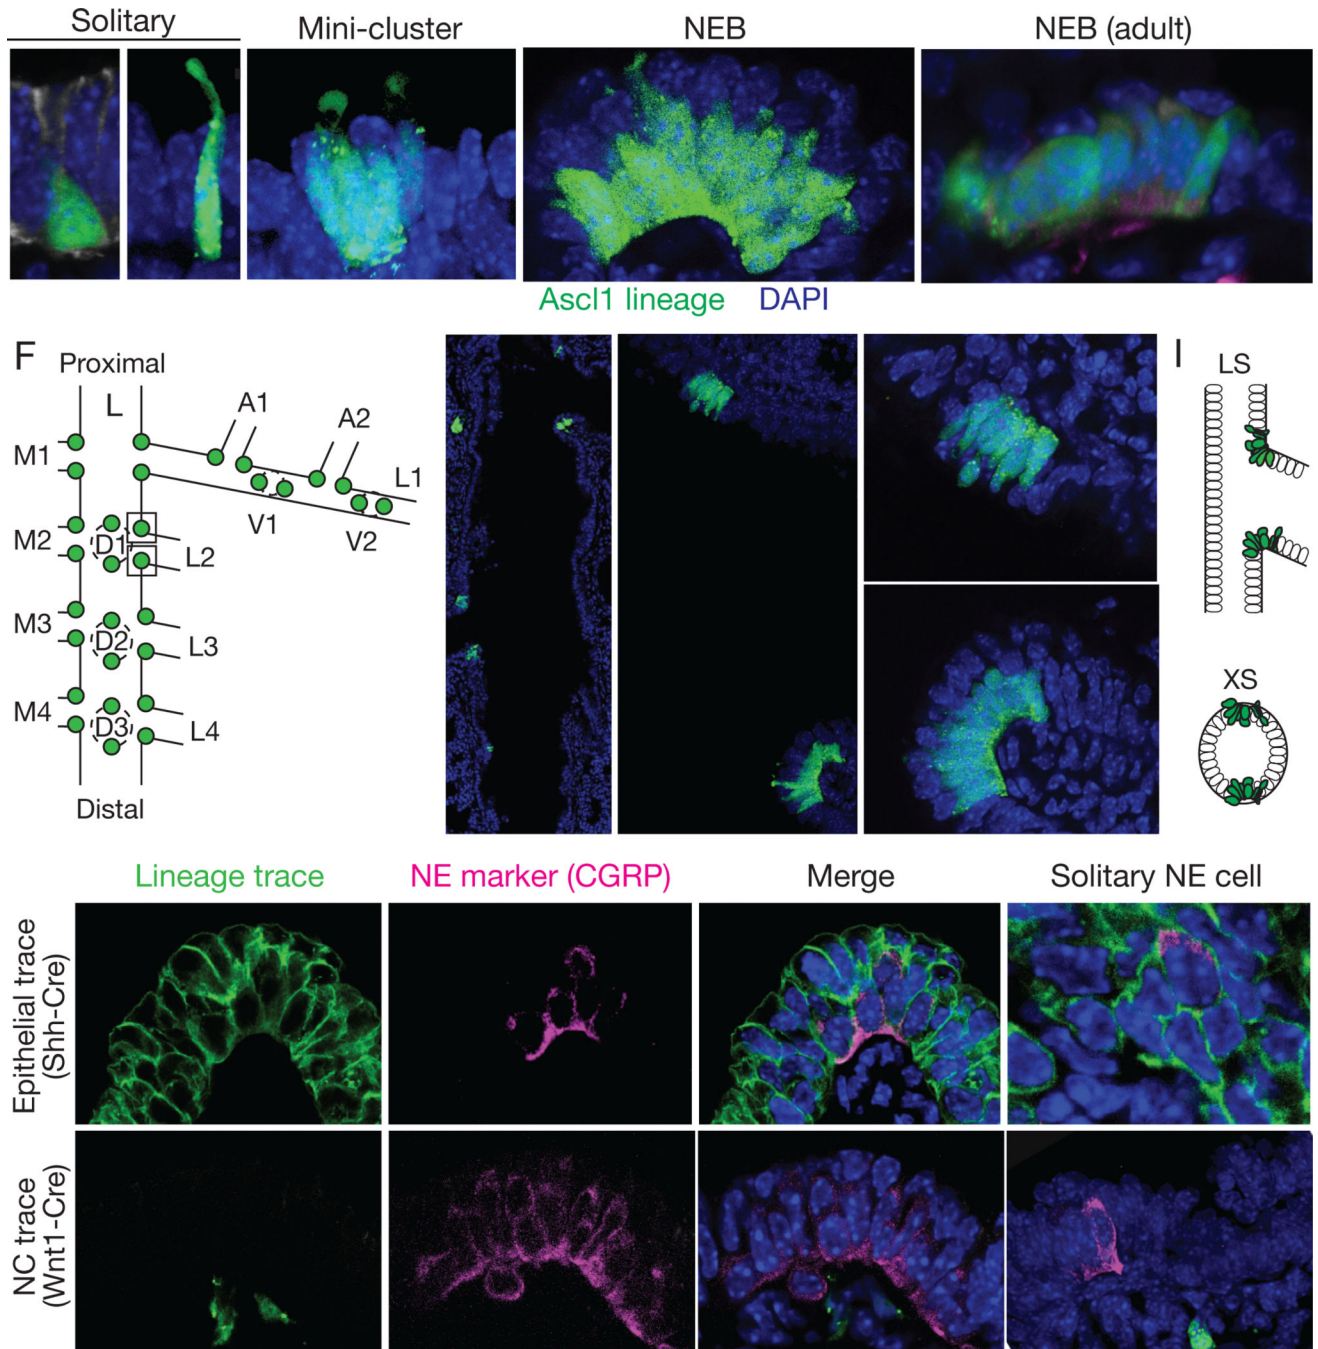 Solitary
Mini-cluster
NEB
NEB (adult)
Ascl1 lineage
DAPI
F
Proximal
L
A1
A2
L1
M1
V1
V2
M2
D1
L2
M3
D2
L3
M4
D3
L4
Distal
I
LS
XS
Lineage trace
NE marker (CGRP)
Merge
Solitary NE cell
Epithelial trace
(Shh-Cre)
NC trace
(Wnt1-Cre)